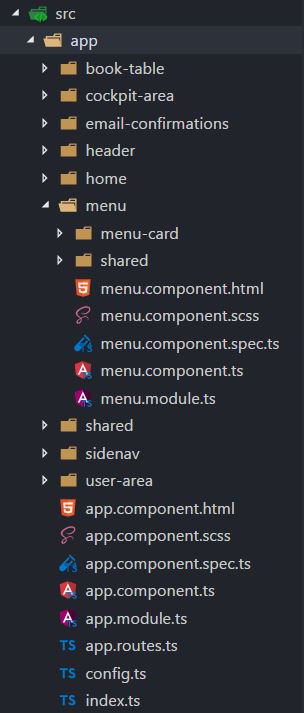 src
app
book-table
cockpit-area
email-confirmations
header
home
menu
menu-card
shared
menu.component.html
menu.component.scss
menu.component.spec.ts
menu.component.ts
menu.module.ts
shared
sidenav
user-area
app.component.html
app.component.scss
app.component.spec.ts
app.component.ts
app.module.ts
TS app.routes.ts
TS config.ts
TS index.ts